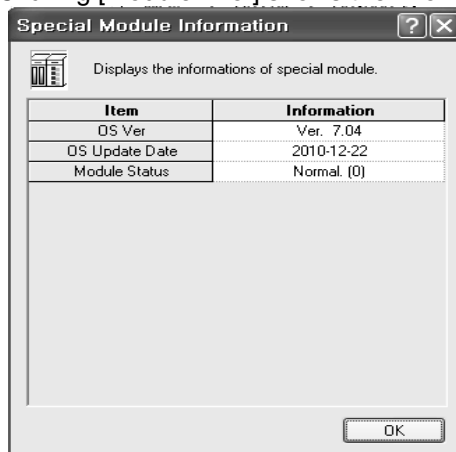 Special Module Information
Displays the informations of special module.
Item Information
OS Ver Ver. 7.04
OS Update Date 2010-12-22
Module Status Normal. (0)
OK